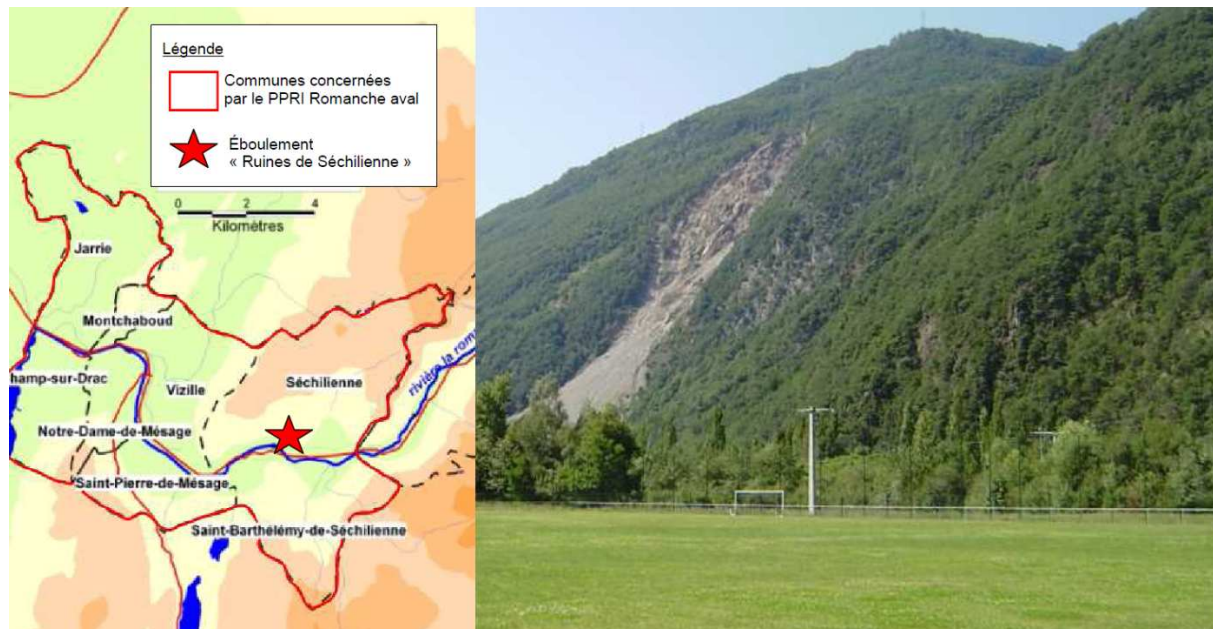 Légende
Communes concernées
par le PPRI Romanche aval
Éboulement
« Ruines de Séchilienne »
0 2 4
Kilomètres
Jarrie
Montchaboud
hamp-sur-Drac
Vizille
Séchilienne
rivière la rom
Notre-Dame-de-Mésage
Saint-Pierre-de-Mésage
Saint-Barthélémy-de-Séchilienne